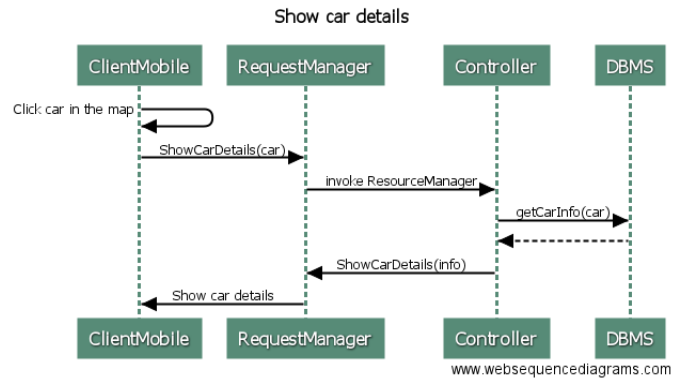 Show car details
ClientMobile RequestManager Controller DBMS
Click car in the map
ShowCarDetails(car)
invoke ResourceManager
getCarInfo(car)
ShowCarDetails(info)
Show car details
ClientMobile RequestManager Controller DBMS
www.websequencediagrams.com